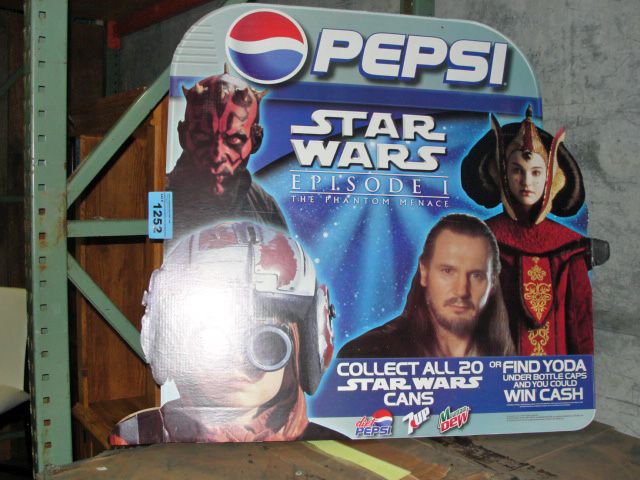 PEPSI
STAR
WARS
EPISODE I
THE PHANTOM MENACE
1252
COLLECT ALL 20
STAR WARS
CANS
OR FIND YODA
UNDER BOTTLE CAPS
AND YOU COULD
WIN CASH
diet PEPSI
7UP
Mountain DEW